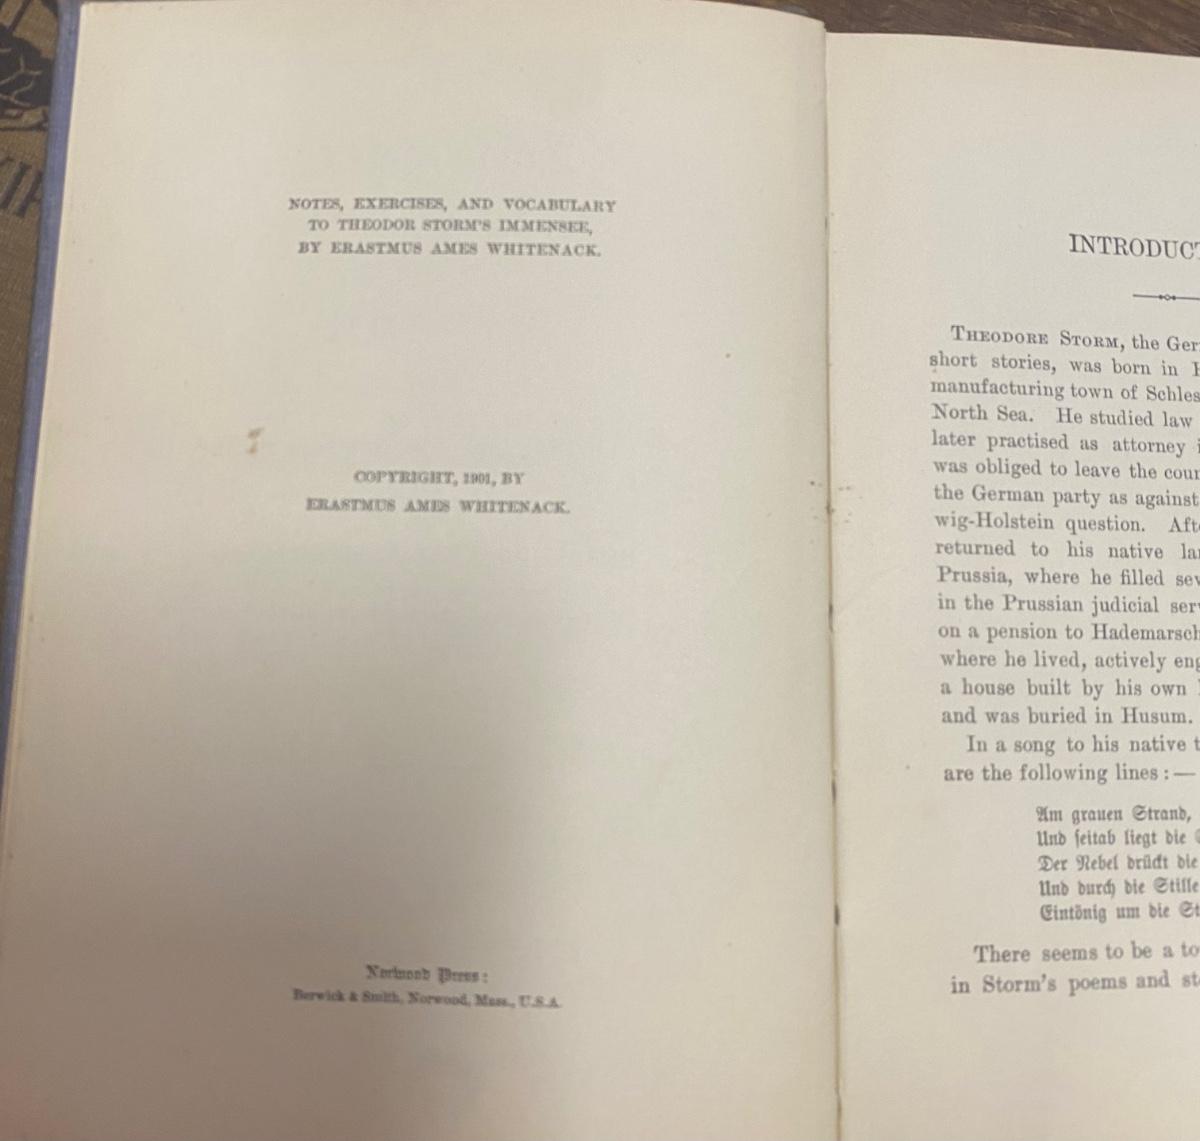 NOTES, EXERCISES, AND VOCABULARY
TO THEODOR STORM'S IMMENSEE,
BY ERASTMUS AMES WHITENACK.
COPYRIGHT, 1901, BY
ERASTMUS AMES WHITENACK.
Norwood Press:
Berwick & Smith, Norwood, Mass., U.S.A.
INTRODUCT
THEODORE STORM, the Ger
short stories, was born in H
manufacturing town of Schles
North Sea. He studied law
later practised as attorney i
was obliged to leave the cour
the German party as against
wig-Holstein question. Afte
returned to his native lan
Prussia, where he filled sev
in the Prussian judicial serv
on a pension to Hademarsch
where he lived, actively eng
a house built by his own
and was buried in Husum.
In a song to his native t
are the following lines: —
Am grauen Strand,
Und seitab liegt die
Der Nebel drückt die
Und durch die Stille
Eintönig um die St
There seems to be a to
in Storm's poems and st